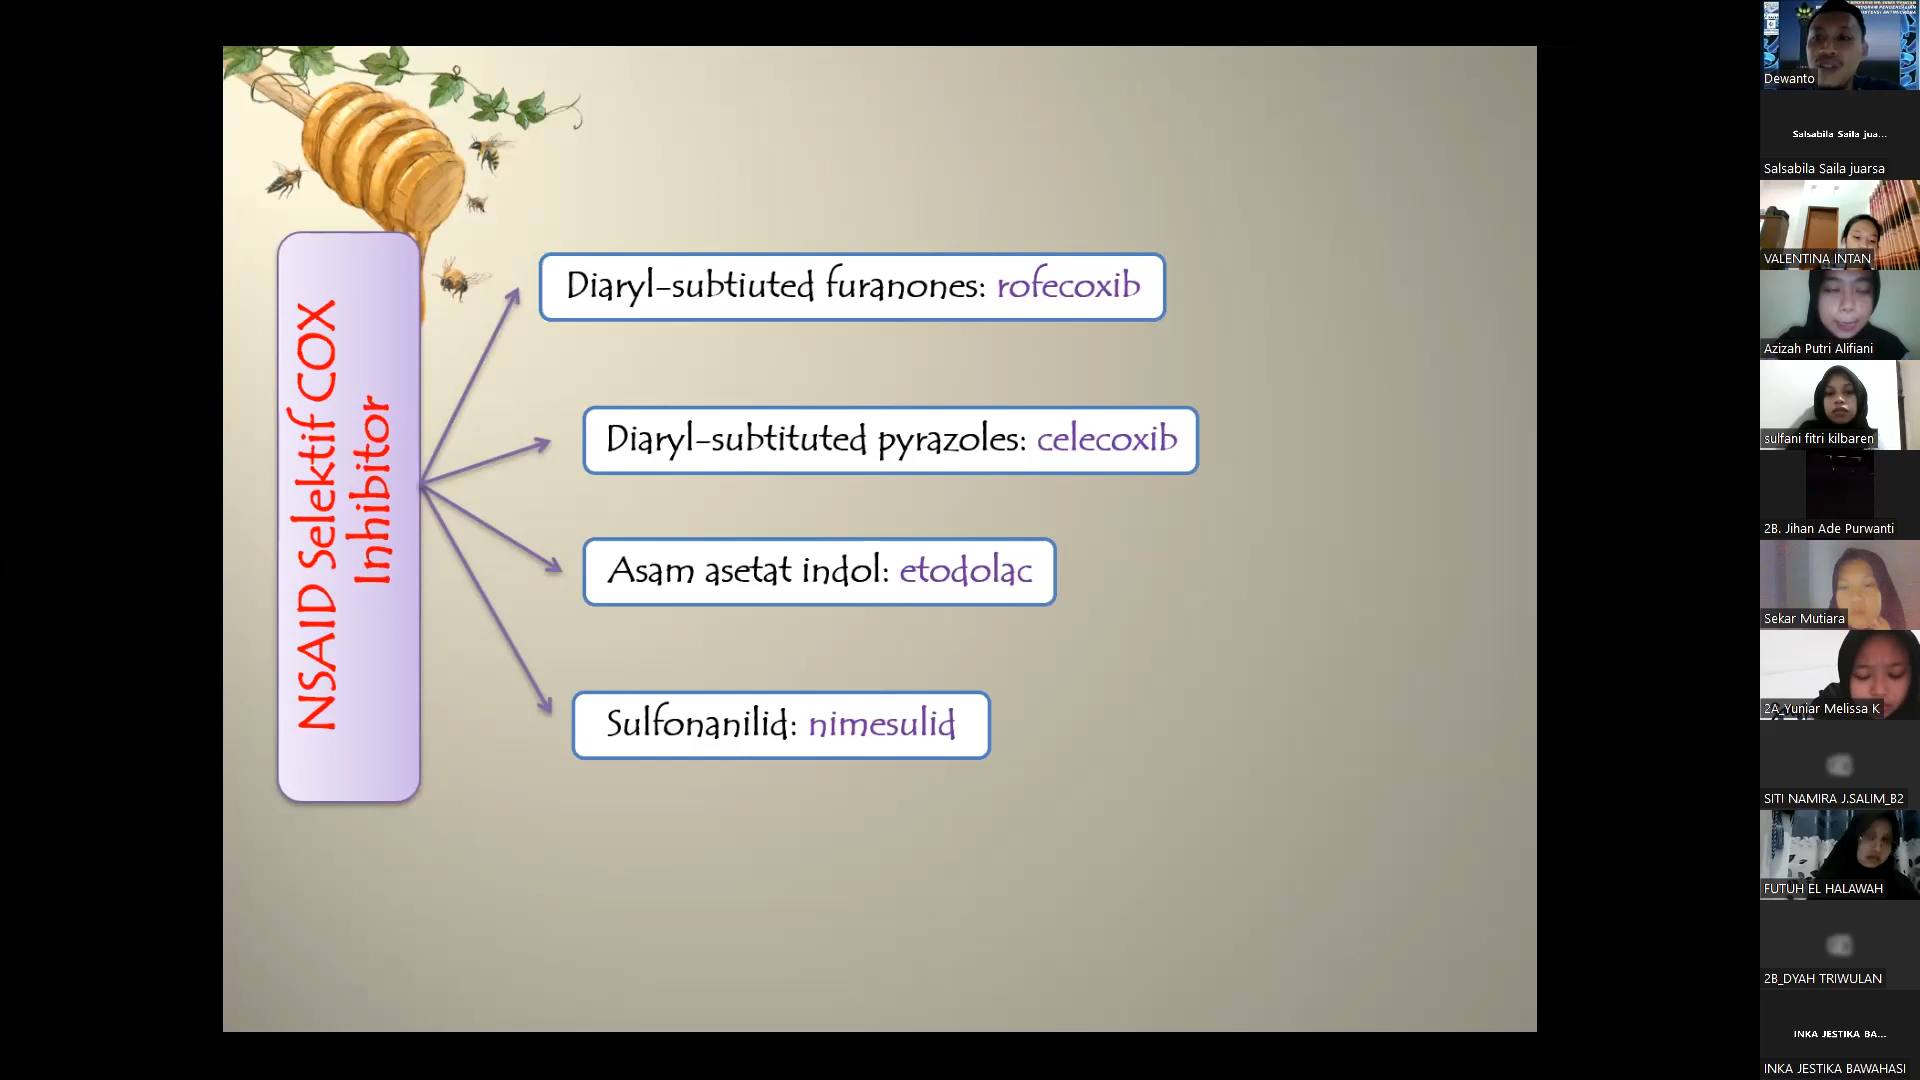 NSAID Selektif COX
Inhibitor
Diaryl-subtiuted furanones: rofecoxib
Diaryl-subtituted pyrazoles: celecoxib
Asam asetat indol: etodolac
Sulfonanilid: nimesulid
Dewanto
Salsabila Saila jua...
Salsabila Saila juarsa
VALENTINA INTAN
Azizah Putri Alifiani
sulfani fitri kilbaren
2B. Jihan Ade Purwanti
Sekar Mutiara
2A_Yuniar Melissa K
SITI NAMIRA J.SALIM_B2
FUTUH EL HALAWAH
2B_DYAH TRIWULAN
INKA JESTIKA BA...
INKA JESTIKA BAWAHASI